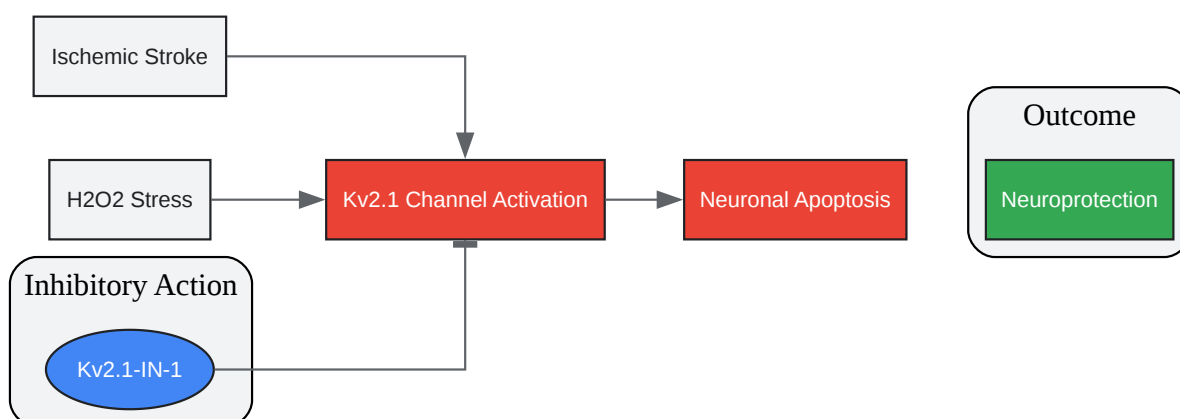 Ischemic Stroke
Outcome
H2O2 Stress
Kv2.1 Channel Activation
Neuronal Apoptosis
Neuroprotection
Inhibitory Action
Kv2.1-IN-1